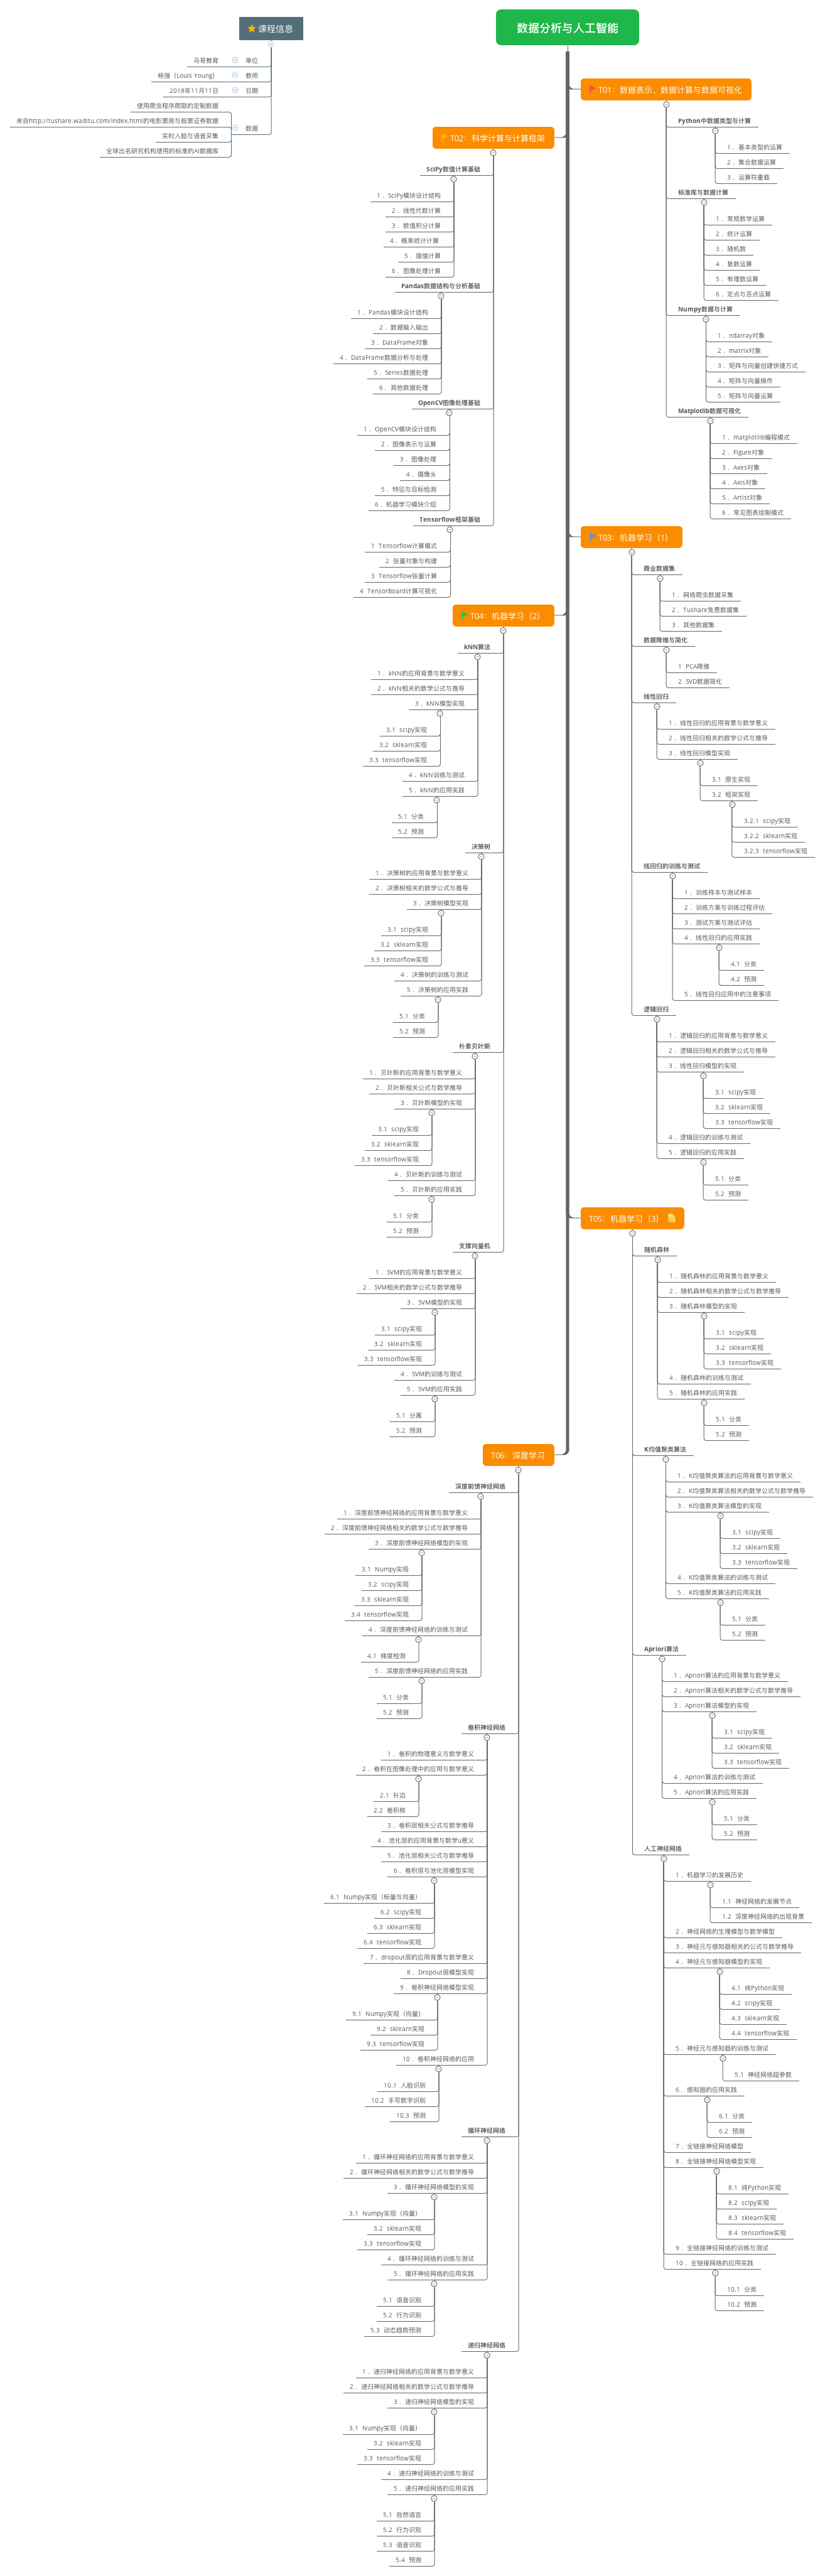 数据分析与人工智能
课程信息
单位
马哥教育
教师
杨强（Louis Young）
日期
2018年11月11日
数据
使用爬虫程序爬取的定制数据
来自http://tushare.waditu.com/index.html的电影票房与股票证券数据
实时人脸与语音采集
全球出名研究机构使用的标准的AI数据库
T01：数据表示、数据计算与数据可视化
Python中数据类型与计算
1．基本类型的运算
2．集合数据运算
3．运算符重载
标准库与数据计算
1．常规数学运算
2．统计运算
3．随机数
4．复数运算
5．有理数运算
6．定点与否点运算
Numpy数据与计算
1．ndarray对象
2．matrix对象
3．矩阵与向量创建快捷方式
4．矩阵与向量操作
5．矩阵与向量运算
Matplotlib数据可视化
1．matplotlib编程模式
2．Figure对象
3．Axes对象
4．Axis对象
5．Artist对象
6．常见图表绘制模式
T02：科学计算与计算框架
SciPy数值计算基础
1．SciPy模块设计结构
2．线性代数计算
3．数值积分计算
4．概率统计计算
5．插值计算
6．图像处理计算
Pandas数据结构与分析基础
1．Pandas模块设计结构
2．数据输入输出
3．DataFrame对象
4．DataFrame数据分析与处理
5．Series数据处理
6．其他数据处理
OpenCV图像处理基础
1．OpenCV模块设计结构
2．图像表示与运算
3．图像处理
4．摄像头
5．特征与目标检测
6．机器学习模块介绍
Tensorflow框架基础
1 Tensorflow计算模式
2 张量对象与构建
3 Tensorflow张量计算
4 TensorBoard计算可视化
T03：机器学习（1）
商业数据集
1．网络爬虫数据采集
2．Tushare免费数据集
3．其他数据集
数据降维与简化
1 PCA降维
2 SVD数据简化
线性回归
1．线性回归的应用背景与数学意义
2．线性回归相关的数学公式与推导
3．线性回归模型实现
3.1 原生实现
3.2 框架实现
3.2.1 scipy实现
3.2.2 sklearn实现
3.2.3 tensorflow实现
线回归的训练与测试
1．训练样本与测试样本
2．训练方案与训练过程评估
3．测试方案与测试评估
4．线性回归的应用实践
4.1 分类
4.2 预测
5．线性回归应用中的注意事项
逻辑回归
1．逻辑回归的应用背景与数学意义
2．逻辑回归相关的数学公式与推导
3．线性回归模型的实现
3.1 scipy实现
3.2 sklearn实现
3.3 tensorflow实现
4．逻辑回归的训练与测试
5．逻辑回归的应用实践
5.1 分类
5.2 预测
T04：机器学习（2）
kNN算法
1．kNN的应用背景与数学意义
2．kNN相关的数学公式与推导
3．kNN模型实现
3.1 scipy实现
3.2 sklearn实现
3.3 tensorflow实现
4．kNN训练与测试
5．kNN的应用实践
5.1 分类
5.2 预测
决策树
1．决策树的应用背景与数学意义
2．决策树相关的数学公式与推导
3．决策树模型实现
3.1 scipy实现
3.2 sklearn实现
3.3 tensorflow实现
4．决策树的训练与测试
5．决策树的应用实践
5.1 分类
5.2 预测
朴素贝叶斯
1．贝叶斯的应用背景与数学意义
2．贝叶斯相关公式与数学推导
3．贝叶斯模型的实现
3.1 scipy实现
3.2 sklearn实现
3.3 tensorflow实现
4．贝叶斯的训练与测试
5．贝叶斯的应用实践
5.1 分类
5.2 预测
支撑向量机
1．SVM的应用背景与数学意义
2．SVM相关的数学公式与数学推导
3．SVM模型的实现
3.1 scipy实现
3.2 sklearn实现
3.3 tensorflow实现
4．SVM的训练与测试
5．SVM的应用实践
5.1 分离
5.2 预测
T05：机器学习（3）
随机森林
1．随机森林的应用背景与数学意义
2．随机森林相关的数学公式与数学推导
3．随机森林模型的实现
3.1 scipy实现
3.2 sklearn实现
3.3 tensorflow实现
4．随机森林的训练与测试
5．随机森林的应用实践
5.1 分类
5.2 预测
K均值聚类算法
1．K均值聚类算法的应用背景与数学意义
2．K均值聚类算法相关的数学公式与数学推导
3．K均值聚类算法模型的实现
3.1 scipy实现
3.2 sklearn实现
3.3 tensorflow实现
4．K均值聚类算法的训练与测试
5．K均值聚类算法的应用实践
5.1 分类
5.2 预测
Apriori算法
1．Apriori算法的应用背景与数学意义
2．Apriori算法相关的数学公式与数学推导
3．Apriori算法模型的实现
3.1 scipy实现
3.2 sklearn实现
3.3 tensorflow实现
4．Apriori算法的训练与测试
5．Apriori算法的应用实践
5.1 分类
5.2 预测
人工神经网络
1．机器学习的发展历史
1.1 神经网络的发展节点
1.2 深度神经网络的出现背景
2．神经网络的生理模型与数学模型
3．神经元与感知器相关的公式与数学推导
4．神经元与感知器模型的实现
4.1 纯Python实现
4.2 scipy实现
4.3 sklearn实现
4.4 tensorflow实现
5．神经元与感知器的训练与测试
5.1 神经网络超参数
6．感知器的应用实践
6.1 分类
6.2 预测
7．全链接神经网络模型
8．全链接神经网络模型实现
8.1 纯Python实现
8.2 scipy实现
8.3 sklearn实现
8.4 tensorflow实现
9．全链接神经网络的训练与测试
10．全链接网络的应用实践
10.1 分类
10.2 预测
T06：深度学习
深度前馈神经网络
1．深度前馈神经网络的应用背景与数学意义
2．深度前馈神经网络相关的数学公式与数学推导
3．深度前馈神经网络模型的实现
3.1 Numpy实现
3.2 scipy实现
3.3 sklearn实现
3.4 tensorflow实现
4．深度前馈神经网络的训练与测试
4.1 梯度检测
5．深度前馈神经网络的应用实践
5.1 分类
5.2 预测
卷积神经网络
1．卷积的物理意义与数学意义
2．卷积在图像处理中的应用与数学意义
2.1 补边
2.2 卷积核
3．卷积层相关公式与数学推导
4．池化层的应用背景与数学u意义
5．池化层相关公式与数学推导
6．卷积层与池化层模型实现
6.1 Numpy实现（标量与向量）
6.2 scipy实现
6.3 sklearn实现
6.4 tensorflow实现
7．dropout层的应用背景与数学意义
8．Dropout层模型实现
9．卷积神经网络模型实现
9.1 Numpy实现（向量）
9.2 sklearn实现
9.3 tensorflow实现
10．卷积神经网络的应用
10.1 人脸识别
10.2 手写数字识别
10.3 预测
循环神经网络
1．循环神经网络的应用背景与数学意义
2．循环神经网络相关的数学公式与数学推导
3．循环神经网络模型的实现
3.1 Numpy实现（向量）
3.2 sklearn实现
3.3 tensorflow实现
4．循环神经网络的训练与测试
5．循环神经网络的应用实践
5.1 语音识别
5.2 行为识别
5.3 动态趋势预测
递归神经网络
1．递归神经网络的应用背景与数学意义
2．递归神经网络相关的数学公式与数学推导
3．递归神经网络模型的实现
3.1 Numpy实现（向量）
3.2 sklearn实现
3.3 tensorflow实现
4．递归神经网络的训练与测试
5．递归神经网络的应用实践
5.1 自然语言
5.2 行为识别
5.3 语音识别
5.4 预测